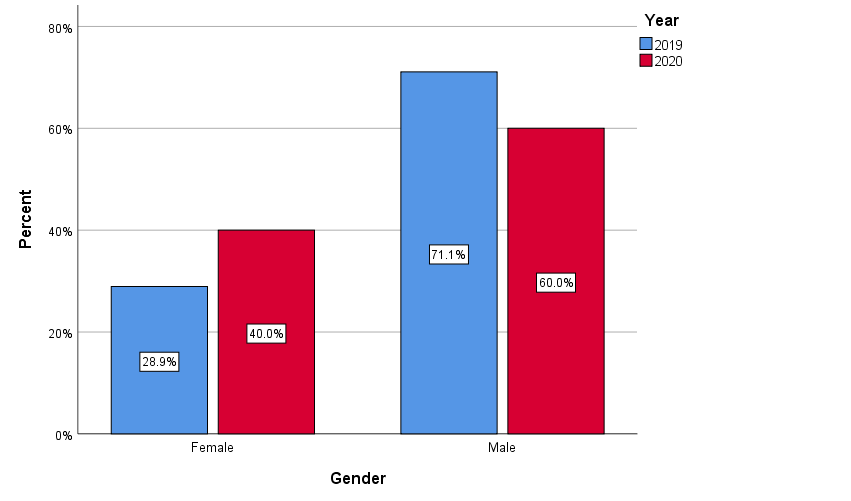 Year
2019
2020
80%
60%
40%
20%
0%
Percent
28.9%
40.0%
71.1%
60.0%
Female
Male
Gender